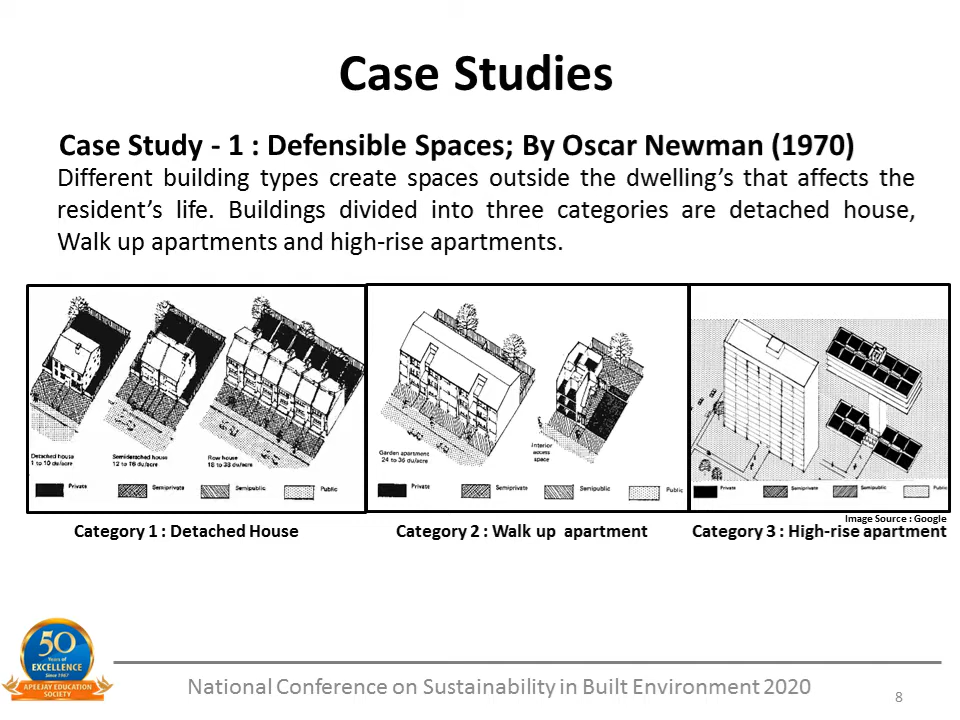 Case Studies
Case Study - 1 : Defensible Spaces; By Oscar Newman (1970)
Different building types create spaces outside the dwelling's that affects the
resident's life. Buildings divided into three categories are detached house,
Walk up apartments and high-rise apartments.
Detached house
1 to 10 du/acre
Semidetached house
12 to 16 du/acre
Row house
18 to 33 du/acre
Private
Semiprivate
Semipublic
Public
Garden apartment
24 to 36 du/acre
Interior
access
space
Private
Semiprivate
Semipublic
Public
Private
Semiprivate
Semipublic
Public
Image Source : Google
Category 1 : Detached House
Category 2 : Walk up apartment
Category 3 : High-rise apartment
50
Years of
EXCELLENCE
Since 1967
APEEJAY EDUCATION
SOCIETY
National Conference on Sustainability in Built Environment 2020
8